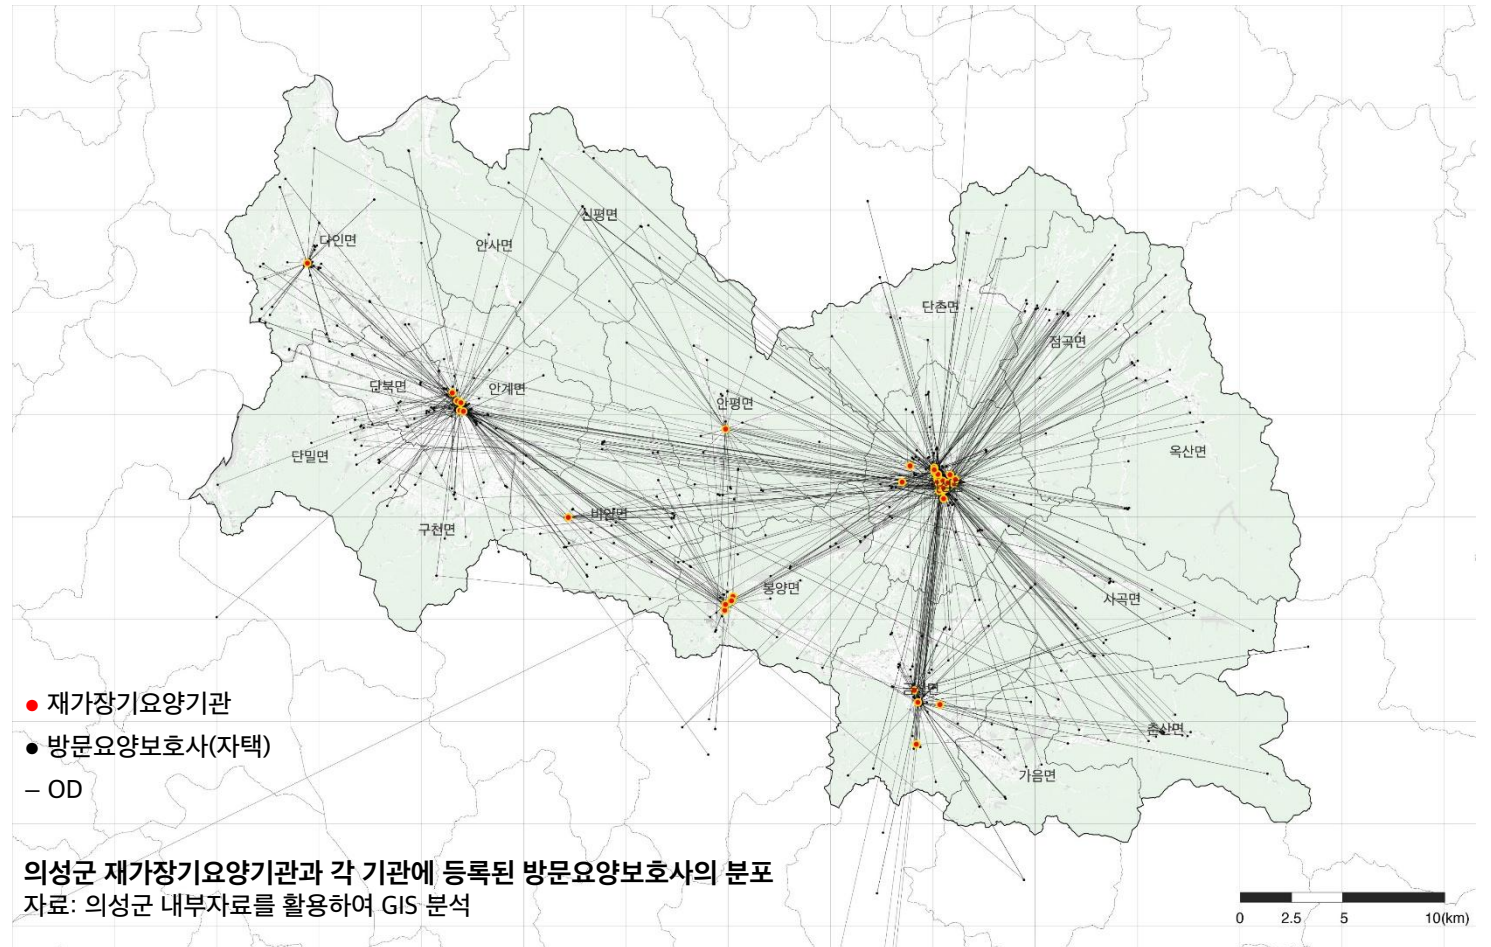 신평면
다인면
안사면
단촌면
점곡면
단북면
안계면
안평면
옥산면
단밀면
비안면
구천면
봉양면
사곡면
금성면
춘산면
가음면
● 재가장기요양기관
● 방문요양보호사(자택)
– OD
의성군 재가장기요양기관과 각 기관에 등록된 방문요양보호사의 분포
자료: 의성군 내부자료를 활용하여 GIS 분석
0 2.5 5 10(km)